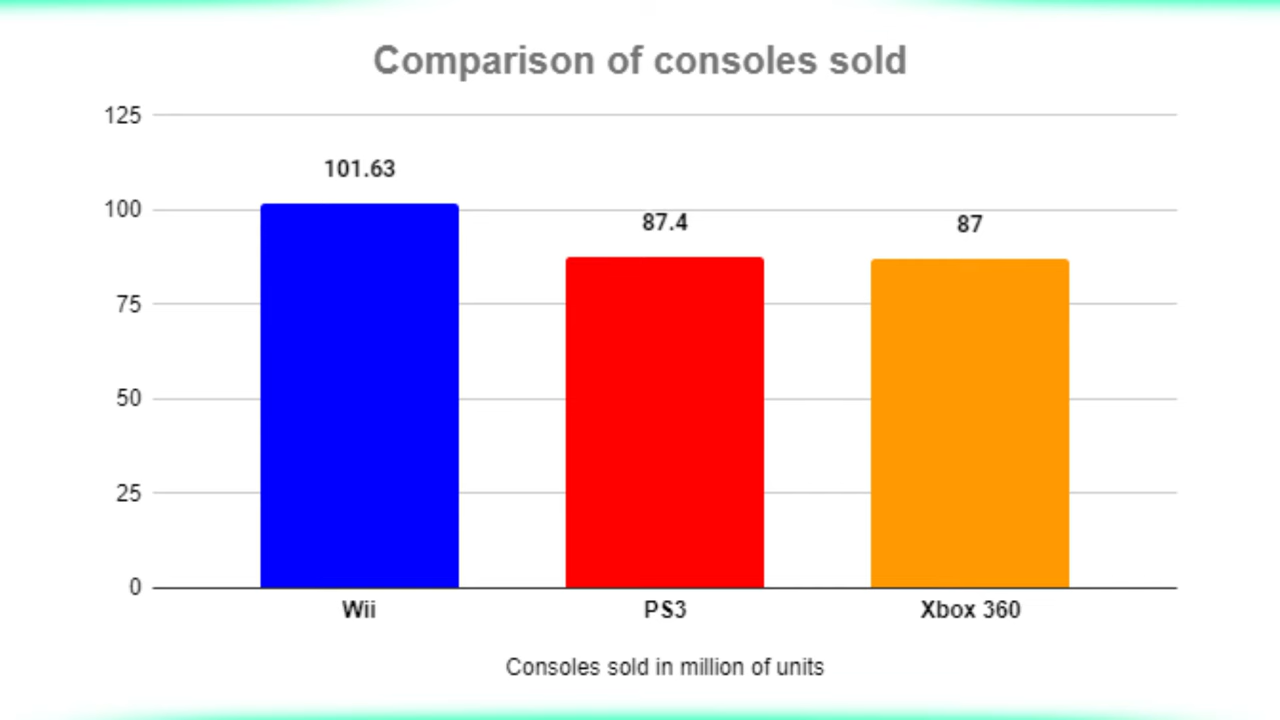 Comparison of consoles sold
125
101.63
100
87.4
87
75
50
25
0
Wii
PS3
Xbox 360
Consoles sold in million of units